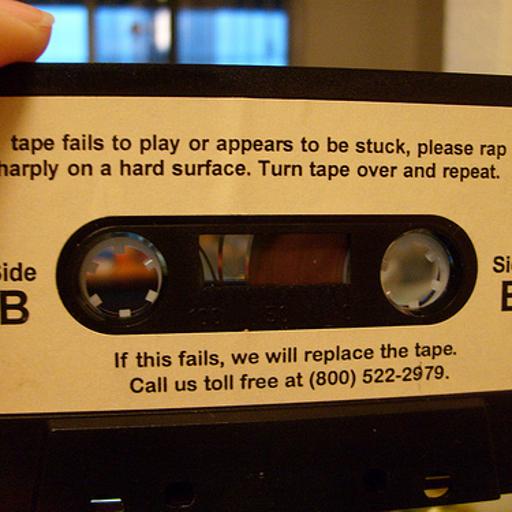 tape fails to play or appears to be stuck, please rap
harply on a hard surface. Turn tape over and repeat.
ide
B
Si
If this fails, we will replace the tape.
Call us toll free at (800) 522-2979.